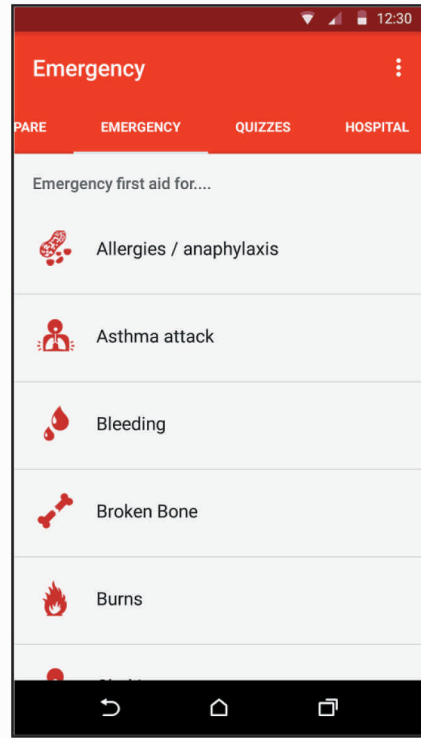 12:30
Emergency
PARE EMERGENCY QUIZZES HOSPITAL
Emergency first aid for....
Allergies / anaphylaxis
Asthma attack
Bleeding
Broken Bone
Burns